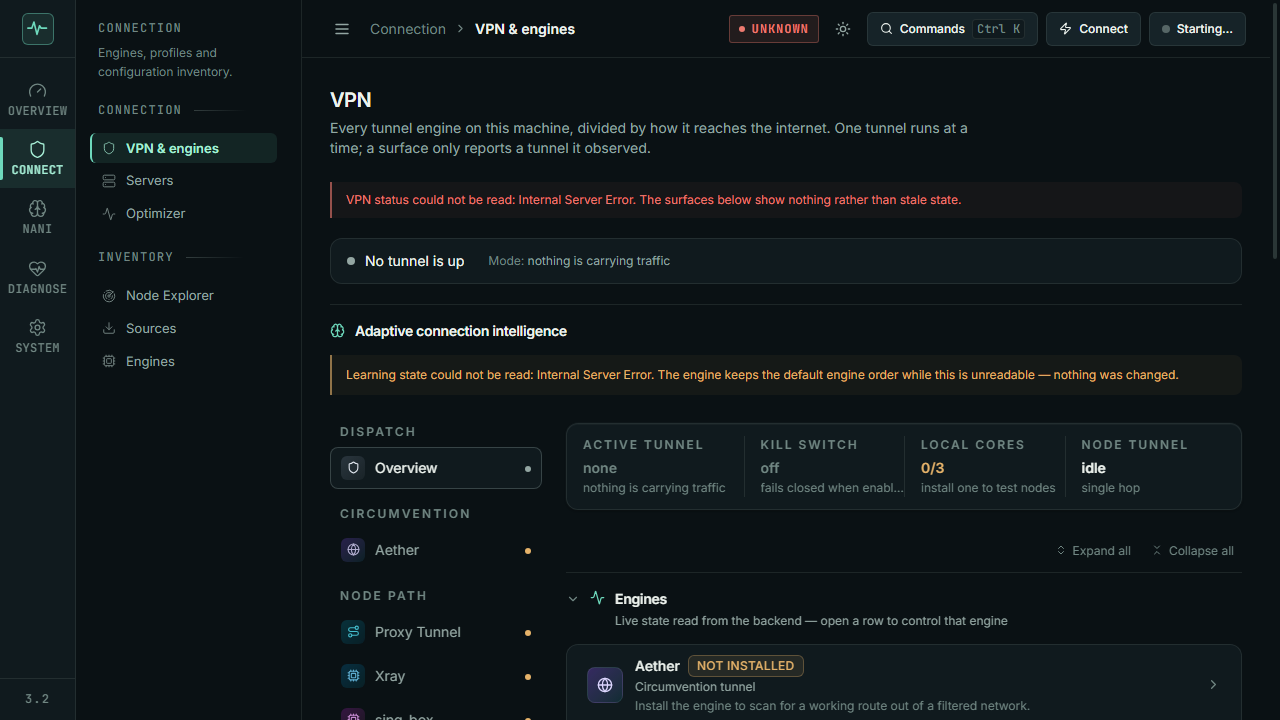 CONNECTION
Engines, profiles and
configuration inventory.
OVERVIEW
CONNECT
NANI
DIAGNOSE
SYSTEM
3.2
CONNECTION
VPN & engines
Servers
Optimizer
INVENTORY
Node Explorer
Sources
Engines
Connection > VPN & engines
UNKNOWN
Commands Ctrl K
Connect
Starting...
VPN
Every tunnel engine on this machine, divided by how it reaches the internet. One tunnel runs at a
time; a surface only reports a tunnel it observed.
VPN status could not be read: Internal Server Error. The surfaces below show nothing rather than stale state.
No tunnel is up Mode: nothing is carrying traffic
Adaptive connection intelligence
Learning state could not be read: Internal Server Error. The engine keeps the default engine order while this is unreadable — nothing was changed.
DISPATCH
Overview
CIRCUMVENTION
Aether
NODE PATH
Proxy Tunnel
Xray
sing-box
ACTIVE TUNNEL
none
nothing is carrying traffic
KILL SWITCH
off
fails closed when enabl...
LOCAL CORES
0/3
install one to test nodes
NODE TUNNEL
idle
single hop
Expand all
Collapse all
Engines
Live state read from the backend — open a row to control that engine
Aether NOT INSTALLED
Circumvention tunnel
Install the engine to scan for a working route out of a filtered network.